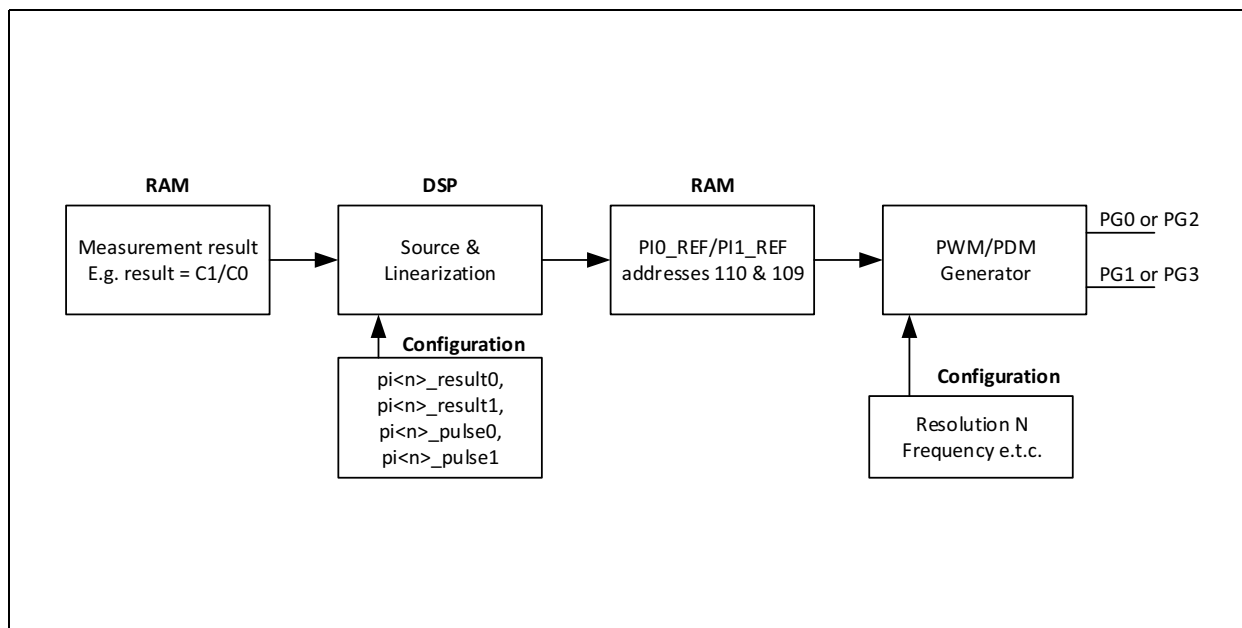 RAM
Measurement result
E.g. result = C1/C0
DSP
Source &
Linearization
RAM
PI0_REF/PI1_REF
addresses 110 & 109
PWM/PDM
Generator
PG0 or PG2
PG1 or PG3
Configuration
pi<n>_result0,
pi<n>_result1,
pi<n>_pulse0,
pi<n>_pulse1
Configuration
Resolution N
Frequency e.t.c.